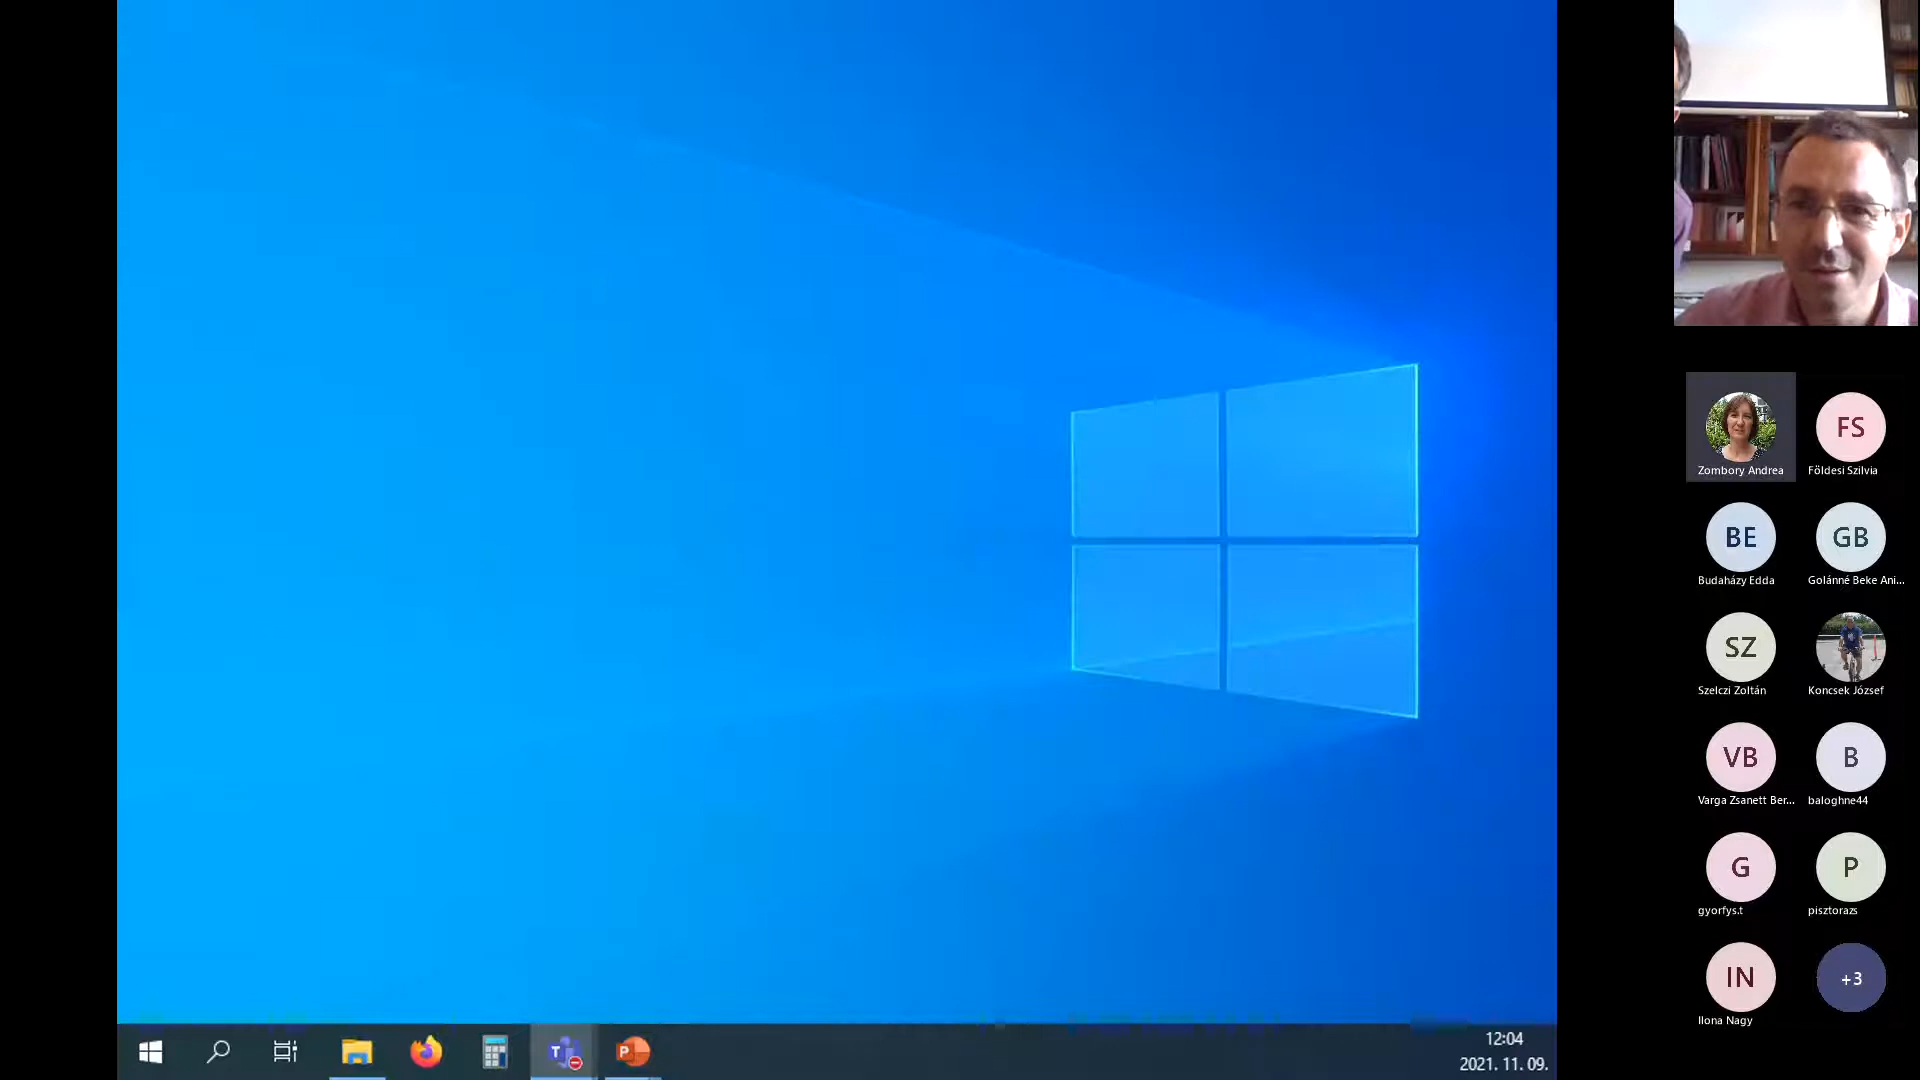 Zombory Andrea
FS
Földesi Szilvia
BE
Budaházy Edda
GB
Golánné Beke Ani...
SZ
Szelczi Zoltán
Koncsek József
VB
Varga Zsanett Ber...
B
baloghne44
G
gyorfys.t
P
pisztorazs
IN
Ilona Nagy
+3
T
P
12:04
2021. 11. 09.